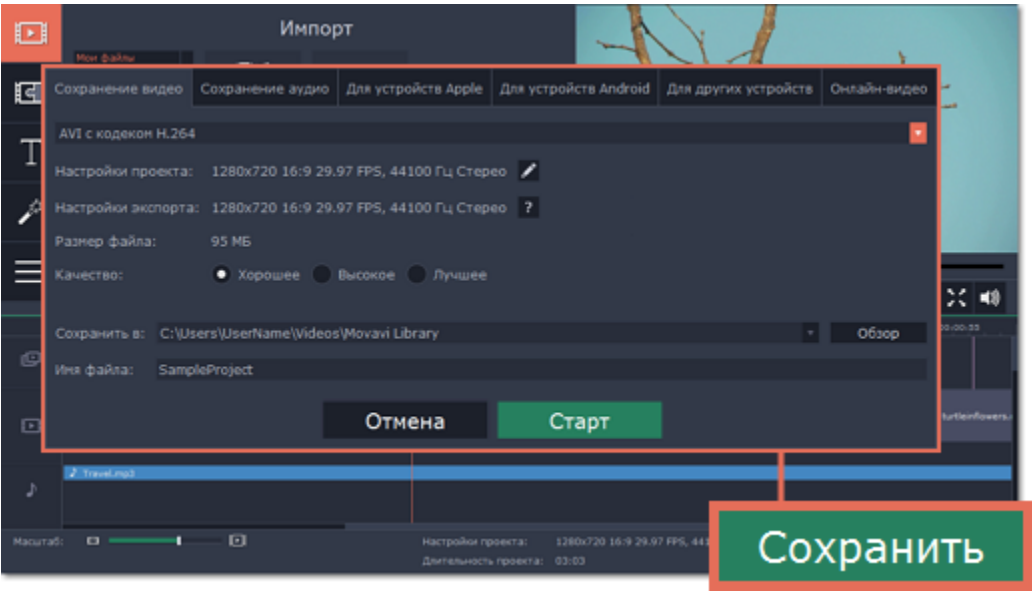 Импорт
Мои файлы
Сохранение видео Сохранение аудио Для устройств Apple Для устройств Android Для других устройств Онлайн-видео
AVI с кодеком H.264
Настройки проекта: 1280x720 16:9 29.97 FPS, 44100 Гц Стерео
Настройки экспорта: 1280x720 16:9 29.97 FPS, 44100 Гц Стерео ?
Размер файла: 95 МБ
Качество: Хорошее Высокое Лучшее
00:00:55
Сохранить в: C:\Users\UserName\Videos\Movavi Library Обзор
Имя файла: SampleProject
Отмена Старт
turtleinflowers.
Travel.mp3
Масштаб:
Настройки проекта: 1280x720 16:9 29.97 FPS, 441
Длительность проекта: 03:03
Сохранить